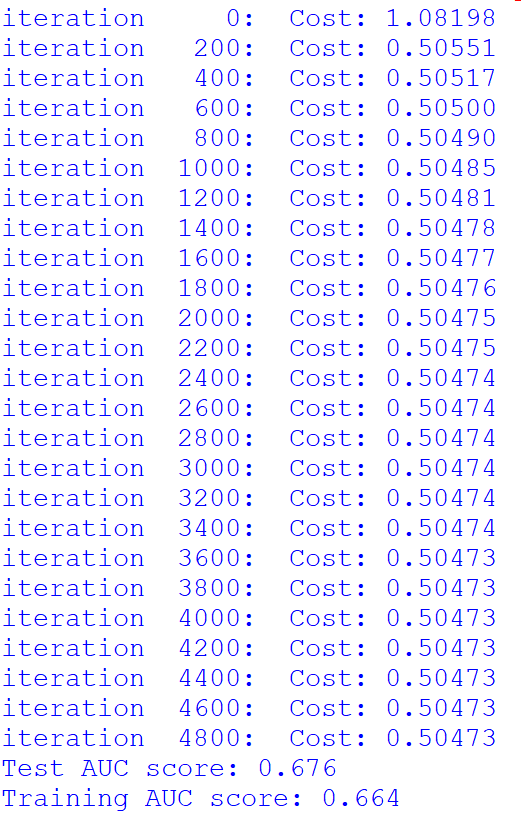 iteration     0:  Cost: 1.08198
iteration   200:  Cost: 0.50551
iteration   400:  Cost: 0.50517
iteration   600:  Cost: 0.50500
iteration   800:  Cost: 0.50490
iteration  1000:  Cost: 0.50485
iteration  1200:  Cost: 0.50481
iteration  1400:  Cost: 0.50478
iteration  1600:  Cost: 0.50477
iteration  1800:  Cost: 0.50476
iteration  2000:  Cost: 0.50475
iteration  2200:  Cost: 0.50475
iteration  2400:  Cost: 0.50474
iteration  2600:  Cost: 0.50474
iteration  2800:  Cost: 0.50474
iteration  3000:  Cost: 0.50474
iteration  3200:  Cost: 0.50474
iteration  3400:  Cost: 0.50474
iteration  3600:  Cost: 0.50473
iteration  3800:  Cost: 0.50473
iteration  4000:  Cost: 0.50473
iteration  4200:  Cost: 0.50473
iteration  4400:  Cost: 0.50473
iteration  4600:  Cost: 0.50473
iteration  4800:  Cost: 0.50473
Test AUC score: 0.676
Training AUC score: 0.664